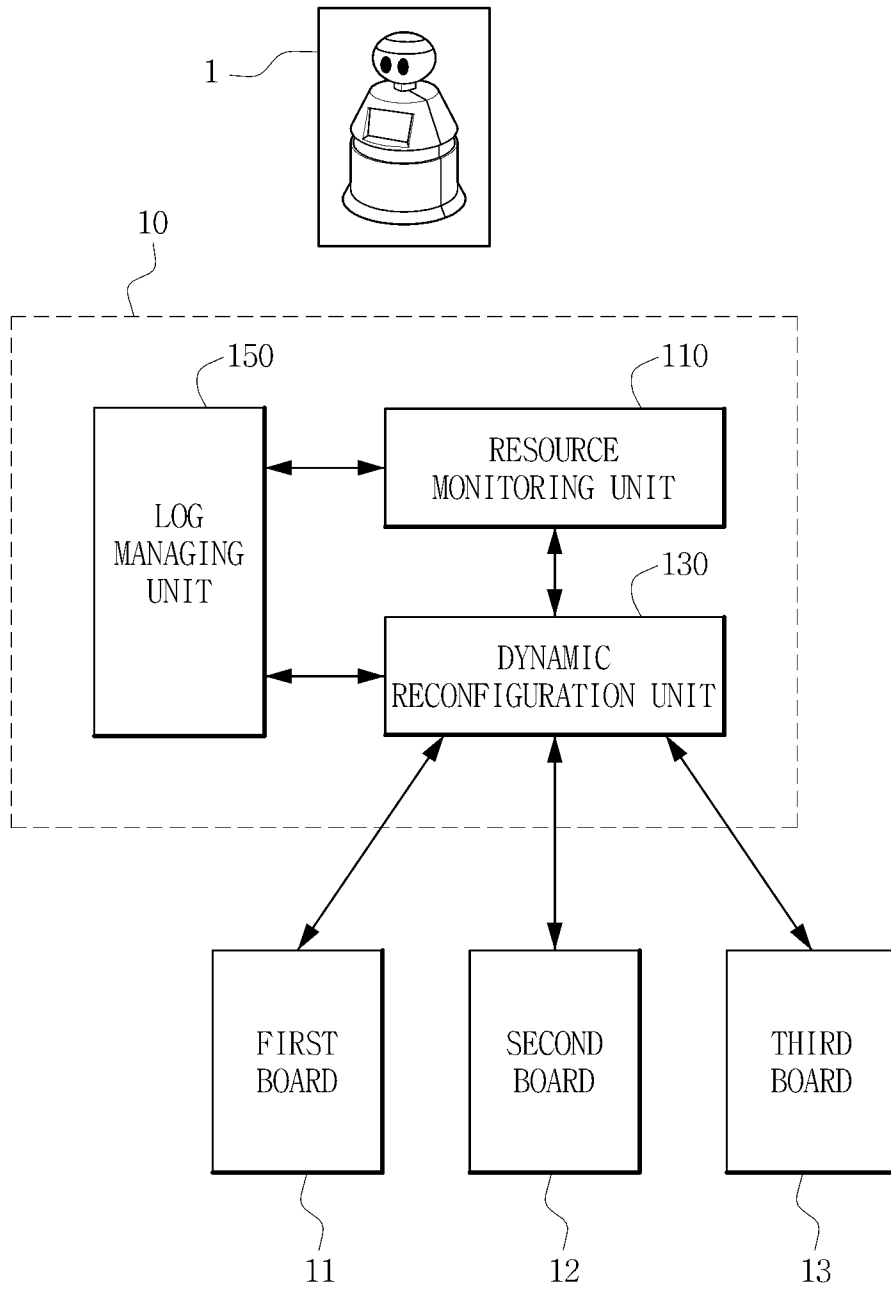 1
10
150
110
RESOURCE
MONITORING UNIT
LOG
MANAGING
UNIT
130
DYNAMIC
RECONFIGURATION UNIT
FIRST
BOARD
SECOND
BOARD
THIRD
BOARD
11
12
13